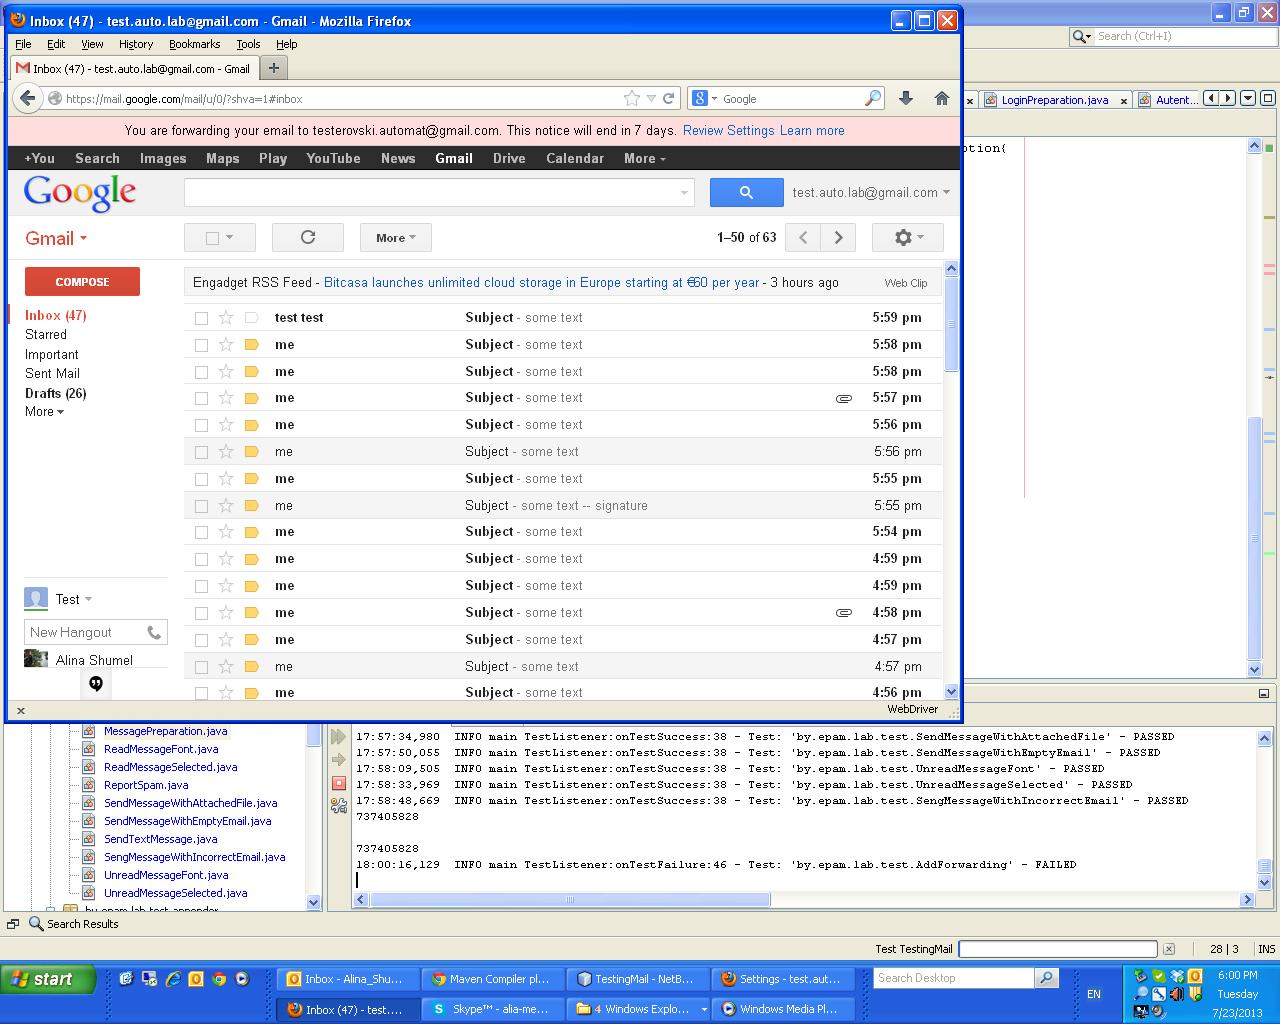 Inbox (47) - test.auto.lab@gmail.com - Gmail - Mozilla Firefox
File Edit View History Bookmarks Tools Help
Search (Ctrl+I)
Inbox (47) - test.auto.lab@gmail.com - Gmail
https://mail.google.com/mail/u/0/?shva=1#inbox
Google
LoginPreparation.java
Autent...
You are forwarding your email to testerovski.automat@gmail.com. This notice will end in 7 days. Review Settings Learn more
ption{
+You Search Images Maps Play YouTube News Gmail Drive Calendar More
Google
test.auto.lab@gmail.com
Gmail
More
1–50 of 63
COMPOSE
Inbox (47)
Starred
Important
Sent Mail
Drafts (26)
More
Engadget RSS Feed - Bitcasa launches unlimited cloud storage in Europe starting at €60 per year - 3 hours ago Web Clip
test test Subject - some text 5:59 pm
me Subject - some text 5:58 pm
me Subject - some text 5:58 pm
me Subject - some text 5:57 pm
me Subject - some text 5:56 pm
me Subject - some text 5:56 pm
me Subject - some text 5:55 pm
me Subject - some text -- signature 5:55 pm
me Subject - some text 5:54 pm
me Subject - some text 4:59 pm
me Subject - some text 4:59 pm
me Subject - some text 4:58 pm
me Subject - some text 4:57 pm
me Subject - some text 4:57 pm
me Subject - some text 4:56 pm
Test
New Hangout
Alina Shumel
x
WebDriver
MessagePreparation.java
ReadMessageFont.java
ReadMessageSelected.java
ReportSpam.java
SendMessageWithAttachedFile.java
SendMessageWithEmptyEmail.java
SendTextMessage.java
SengMessageWithIncorrectEmail.java
UnreadMessageFont.java
UnreadMessageSelected.java
by.epam.lab.test.appender
17:57:34,980 INFO main TestListener:onTestSuccess:38 - Test: 'by.epam.lab.test.SendMessageWithAttachedFile' - PASSED
17:57:50,055 INFO main TestListener:onTestSuccess:38 - Test: 'by.epam.lab.test.SendMessageWithEmptyEmail' - PASSED
17:58:09,505 INFO main TestListener:onTestSuccess:38 - Test: 'by.epam.lab.test.UnreadMessageFont' - PASSED
17:58:33,969 INFO main TestListener:onTestSuccess:38 - Test: 'by.epam.lab.test.UnreadMessageSelected' - PASSED
17:58:48,669 INFO main TestListener:onTestSuccess:38 - Test: 'by.epam.lab.test.SengMessageWithIncorrectEmail' - PASSED
737405828
737405828
18:00:16,129 INFO main TestListener:onTestFailure:46 - Test: 'by.epam.lab.test.AddForwarding' - FAILED
Search Results
Test TestingMail
28 | 3
INS
start
Inbox - Alina_Shu...
Maven Compiler pl...
TestingMail - NetB...
Settings - test.aut...
Search Desktop
Inbox (47) - test....
Skype™ - alia-me...
4 Windows Explo...
Windows Media Pl...
EN
6:00 PM
Tuesday
7/23/2013